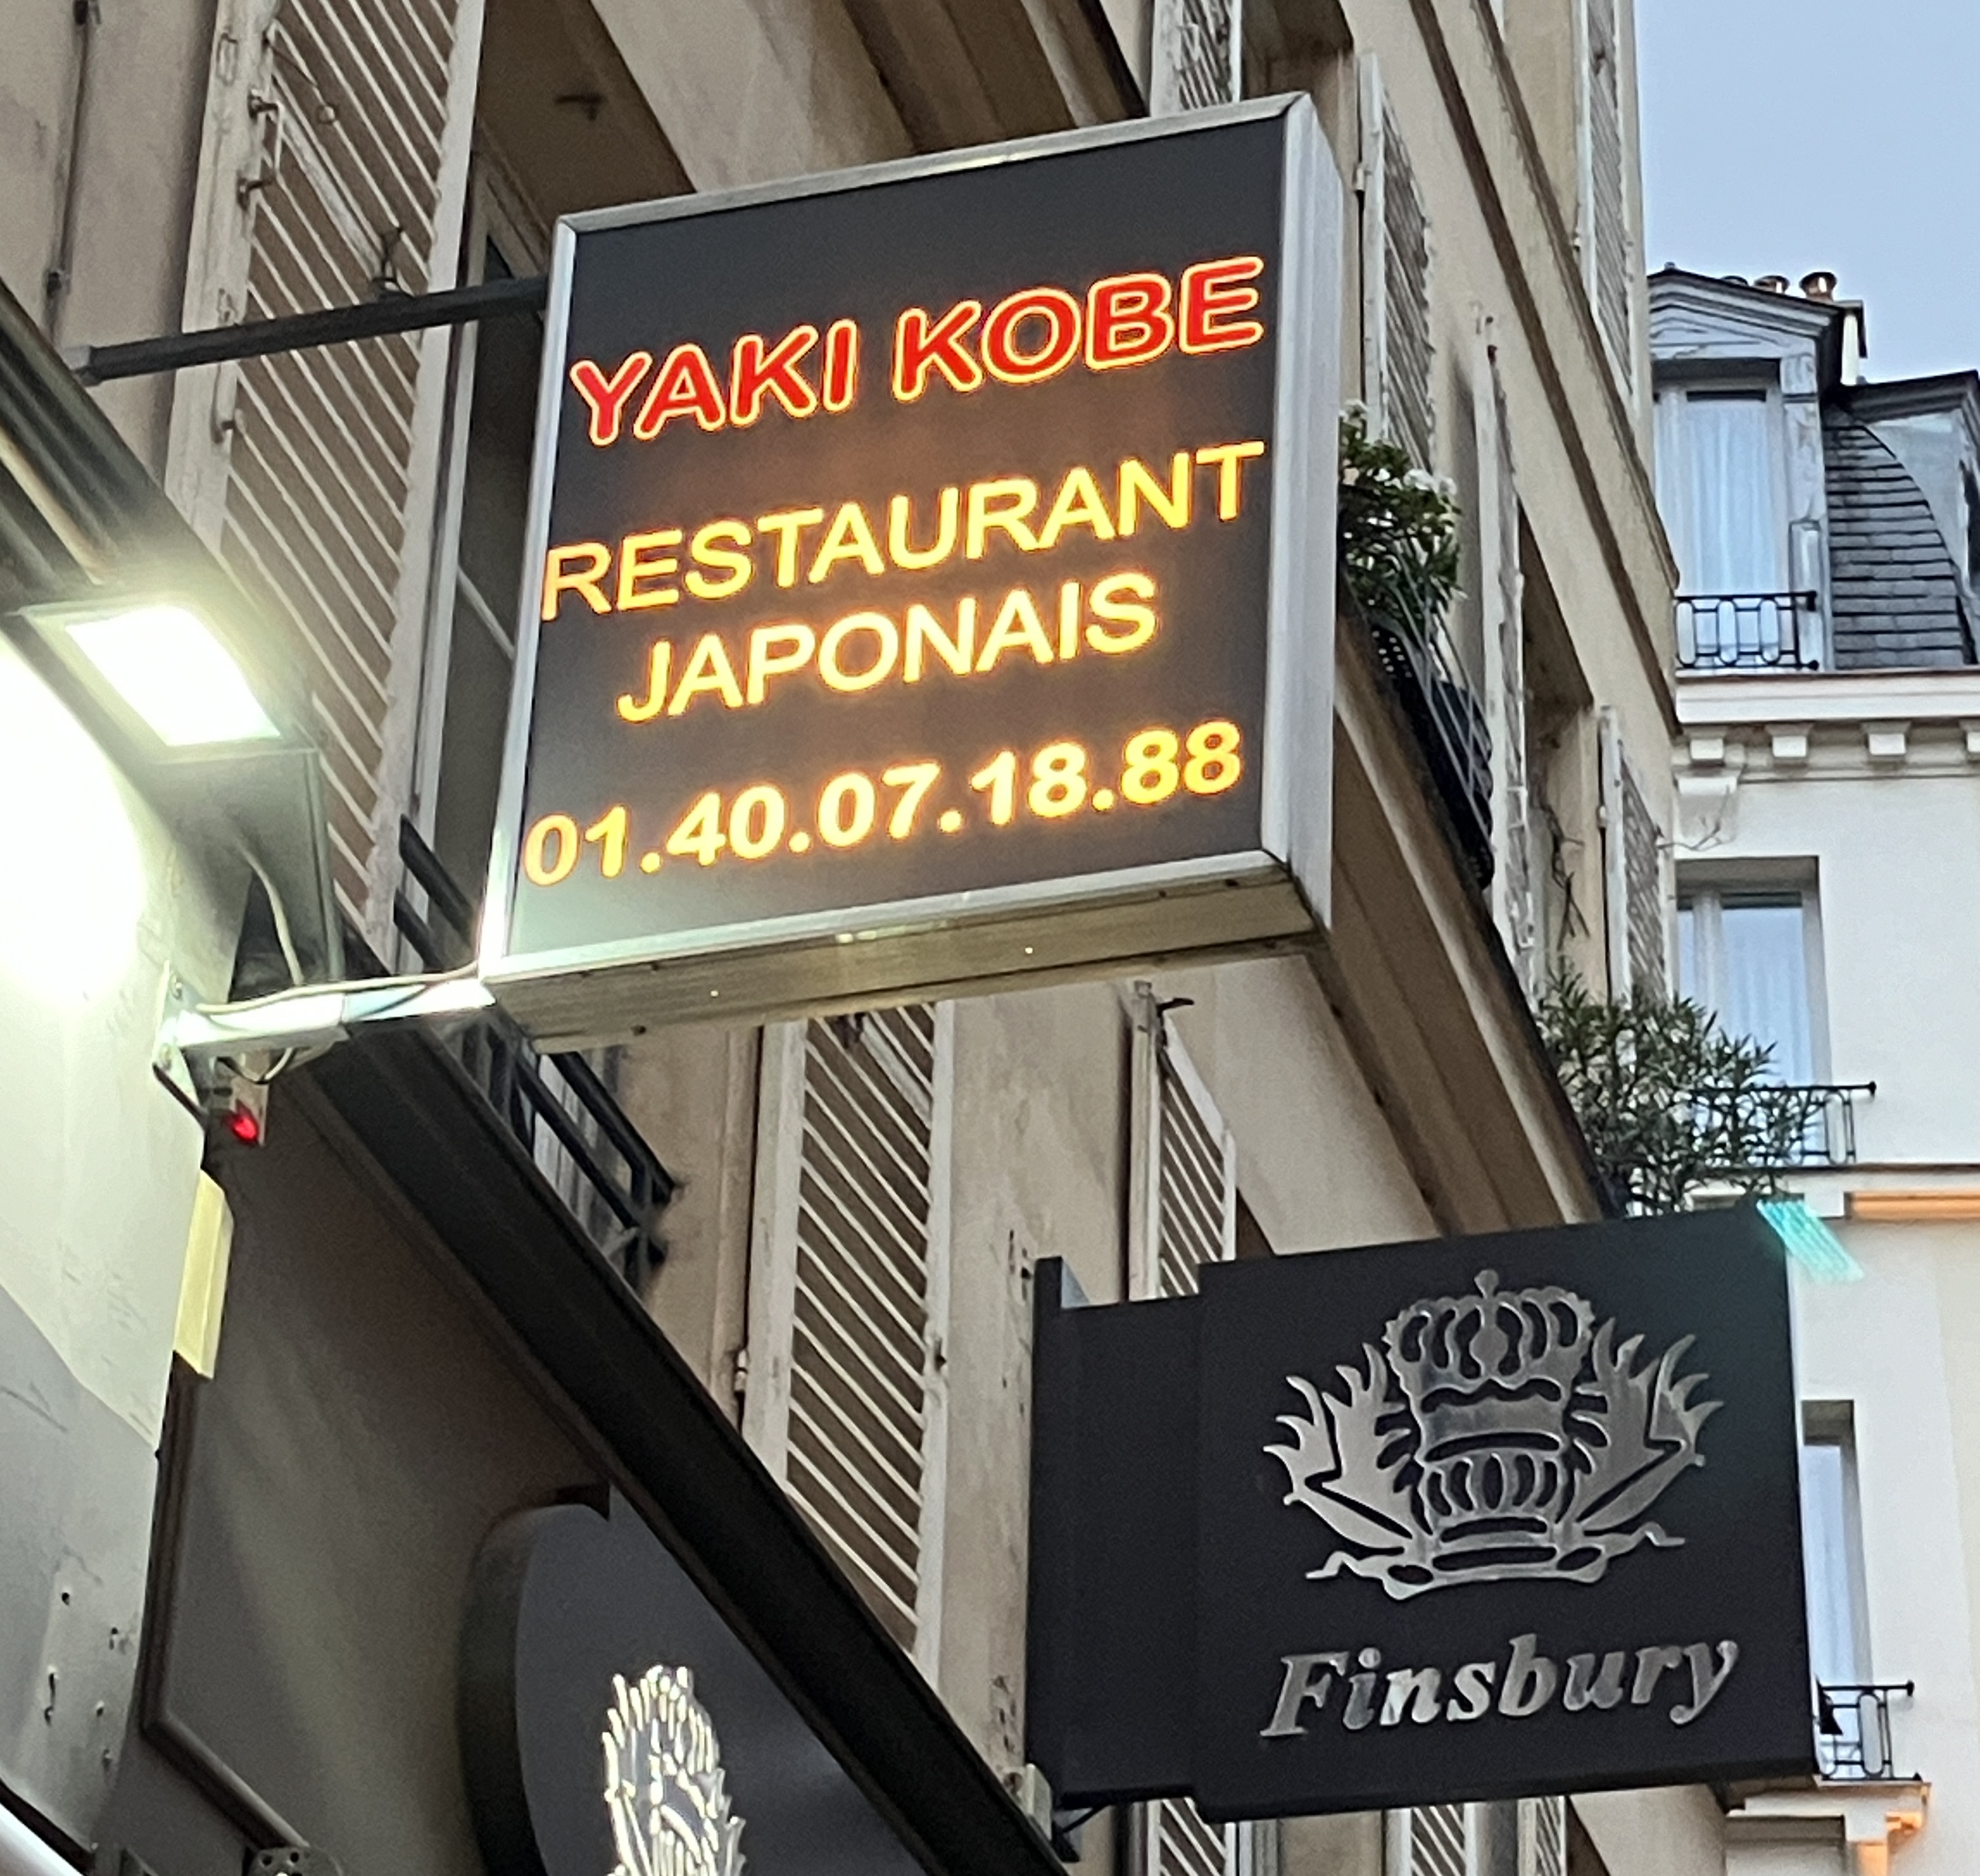 YAKI KOBE
RESTAURANT
JAPONAIS
01.40.07.18.88
Finsbury